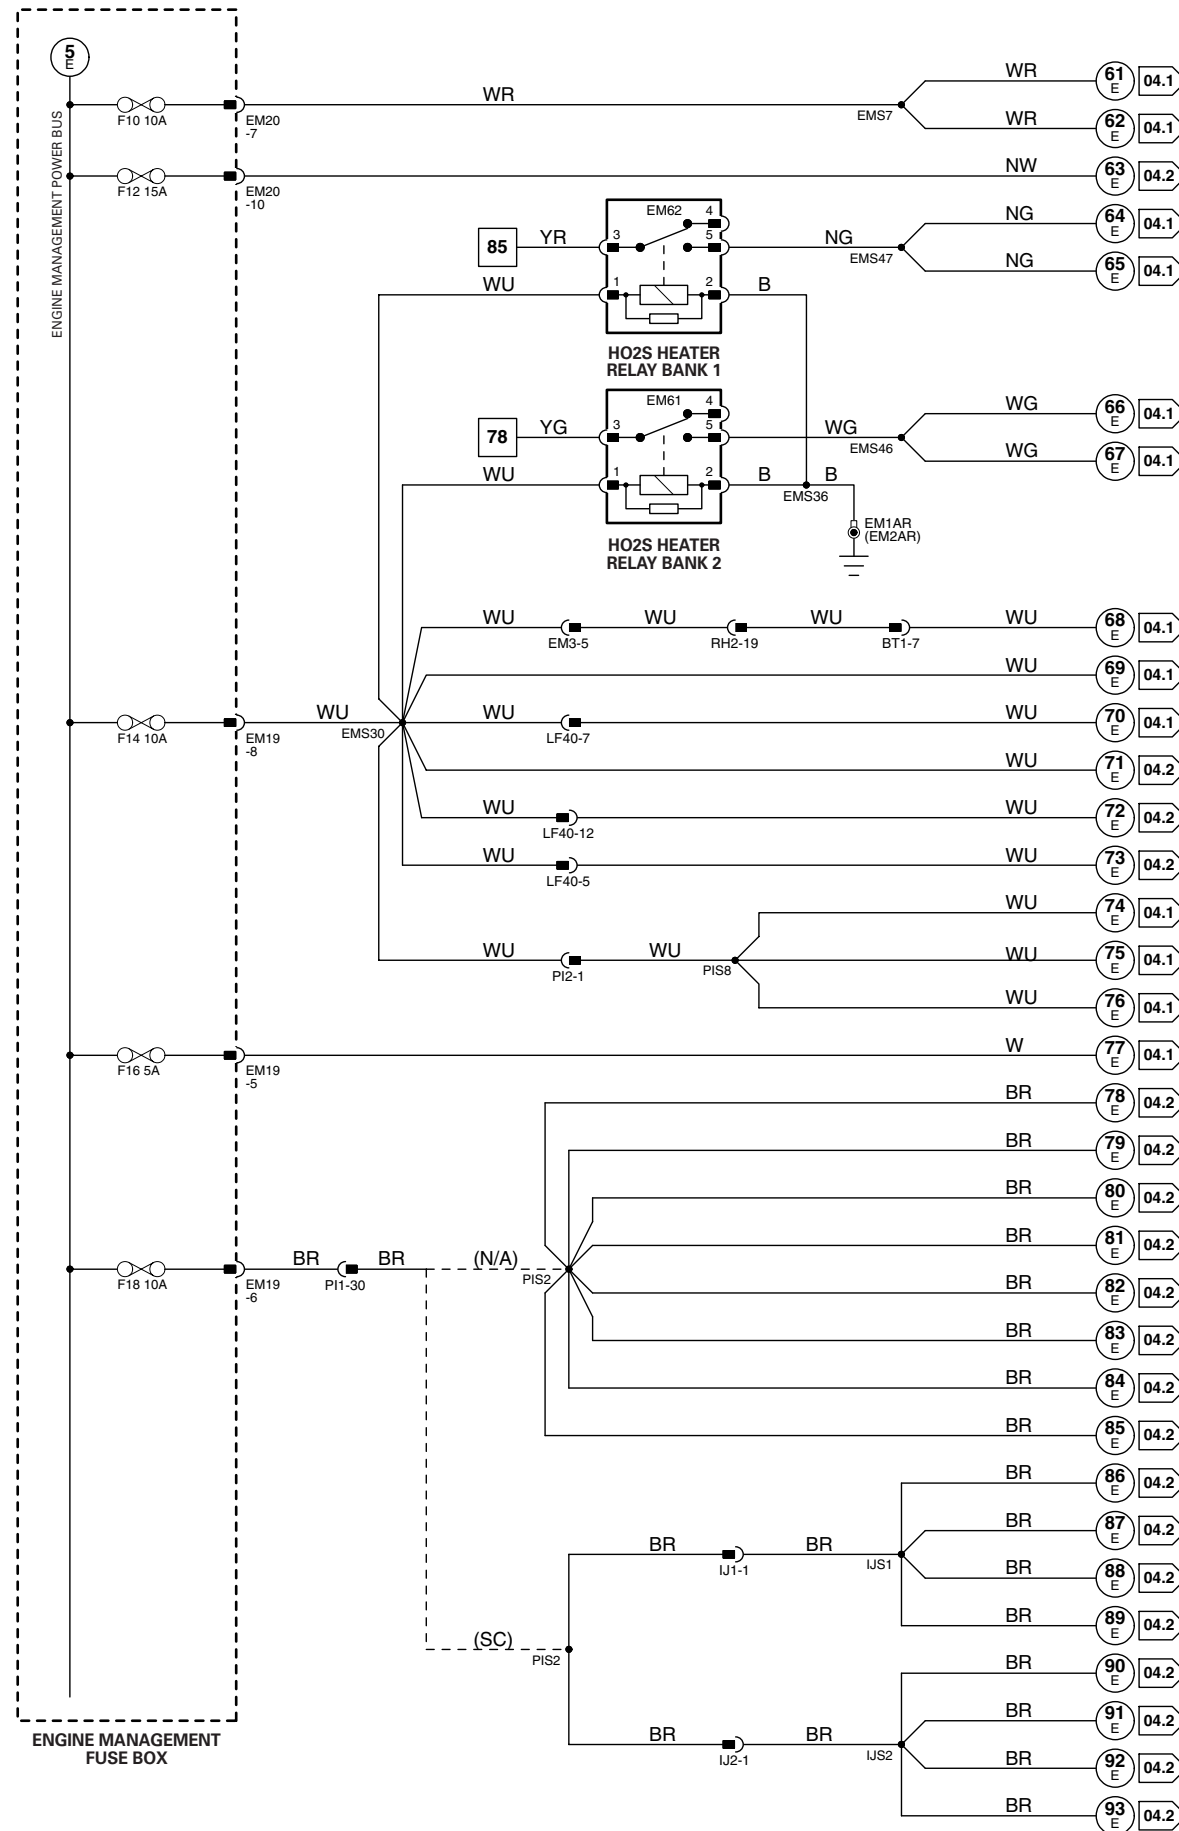 5
E
ENGINE MANAGEMENT POWER BUS
F10 10A
EM20
-7
WR
EMS7
WR
61
E
04.1
WR
62
E
04.1
F12 15A
EM20
-10
NW
63
E
04.2
85
YR
EM62
3
4
5
1
2
WU
B
NG
EMS47
NG
64
E
04.1
NG
65
E
04.1
HO2S HEATER
RELAY BANK 1
78
YG
EM61
3
4
5
1
2
WU
B
EMS36
B
WG
EMS46
WG
66
E
04.1
WG
67
E
04.1
EM1AR
(EM2AR)
HO2S HEATER
RELAY BANK 2
F14 10A
EM19
-8
WU
EMS30
WU
EM3-5
WU
RH2-19
WU
BT1-7
WU
68
E
04.1
WU
69
E
04.1
WU
LF40-7
WU
70
E
04.1
WU
71
E
04.2
WU
LF40-12
WU
72
E
04.2
WU
LF40-5
WU
73
E
04.2
WU
PI2-1
WU
PIS8
WU
74
E
04.1
WU
75
E
04.1
WU
76
E
04.1
F16 5A
EM19
-5
W
77
E
04.1
F18 10A
EM19
-6
BR
PI1-30
BR
(N/A)
PIS2
BR
78
E
04.2
BR
79
E
04.2
BR
80
E
04.2
BR
81
E
04.2
BR
82
E
04.2
BR
83
E
04.2
BR
84
E
04.2
BR
85
E
04.2
(SC)
PIS2
BR
IJ1-1
BR
IJS1
BR
86
E
04.2
BR
87
E
04.2
BR
88
E
04.2
BR
89
E
04.2
BR
IJ2-1
BR
IJS2
BR
90
E
04.2
BR
91
E
04.2
BR
92
E
04.2
BR
93
E
04.2
ENGINE MANAGEMENT
FUSE BOX